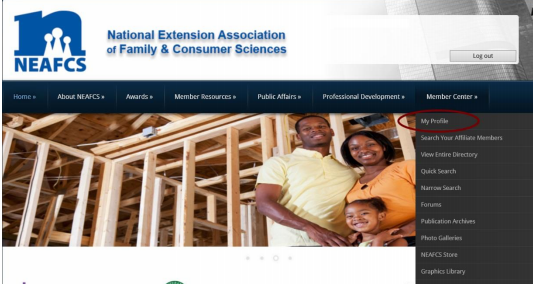 NEAFCS
National Extension Association
of Family & Consumer Sciences
Log out
Home »
About NEAFCS »
Awards »
Member Resources »
Public Affairs »
Professional Development »
Member Center »
My Profile
Search Your Affiliate Members
View Entire Directory
Quick Search
Narrow Search
Forums
Publication Archives
Photo Galleries
NEAFCS Store
Graphics Library